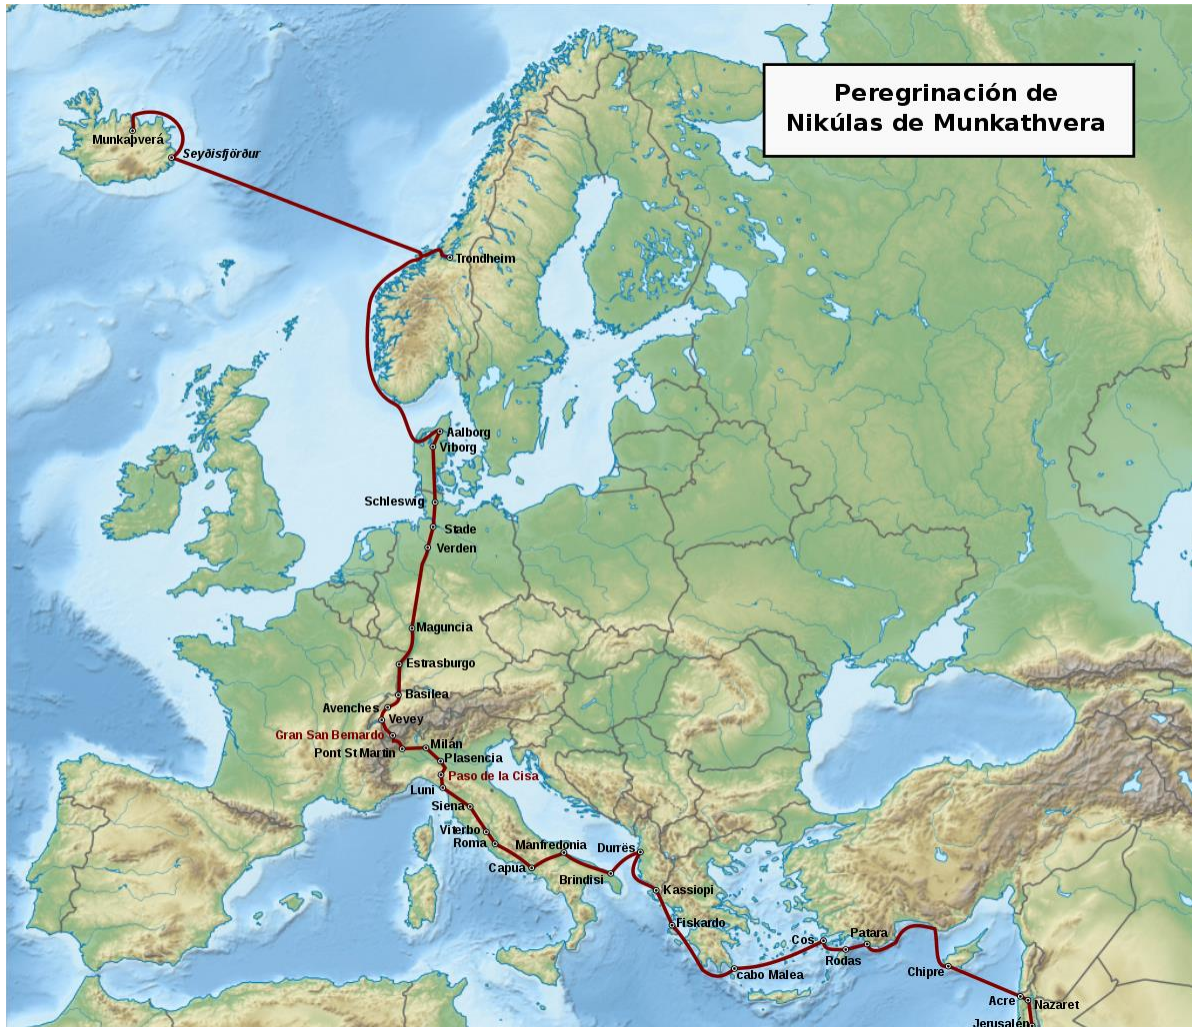 Peregrinación de
Nikúlas de Munkathvera
Munkaþverá
Seyðisfjörður
Trondheim
Aalborg
Viborg
Schleswig
Stade
Verden
Maguncia
Estrasburgo
Basilea
Avenches
Vevey
Gran San Bernardo
Pont St Martin
Milán
Plasencia
Paso de la Cisa
Luni
Siena
Viterbo
Roma
Manfredonia
Capua
Brindisi
Durrës
Kassiopi
Fiskardo
cabo Malea
Cos
Rodas
Patara
Chipre
Acre
Nazaret
Jerusalén